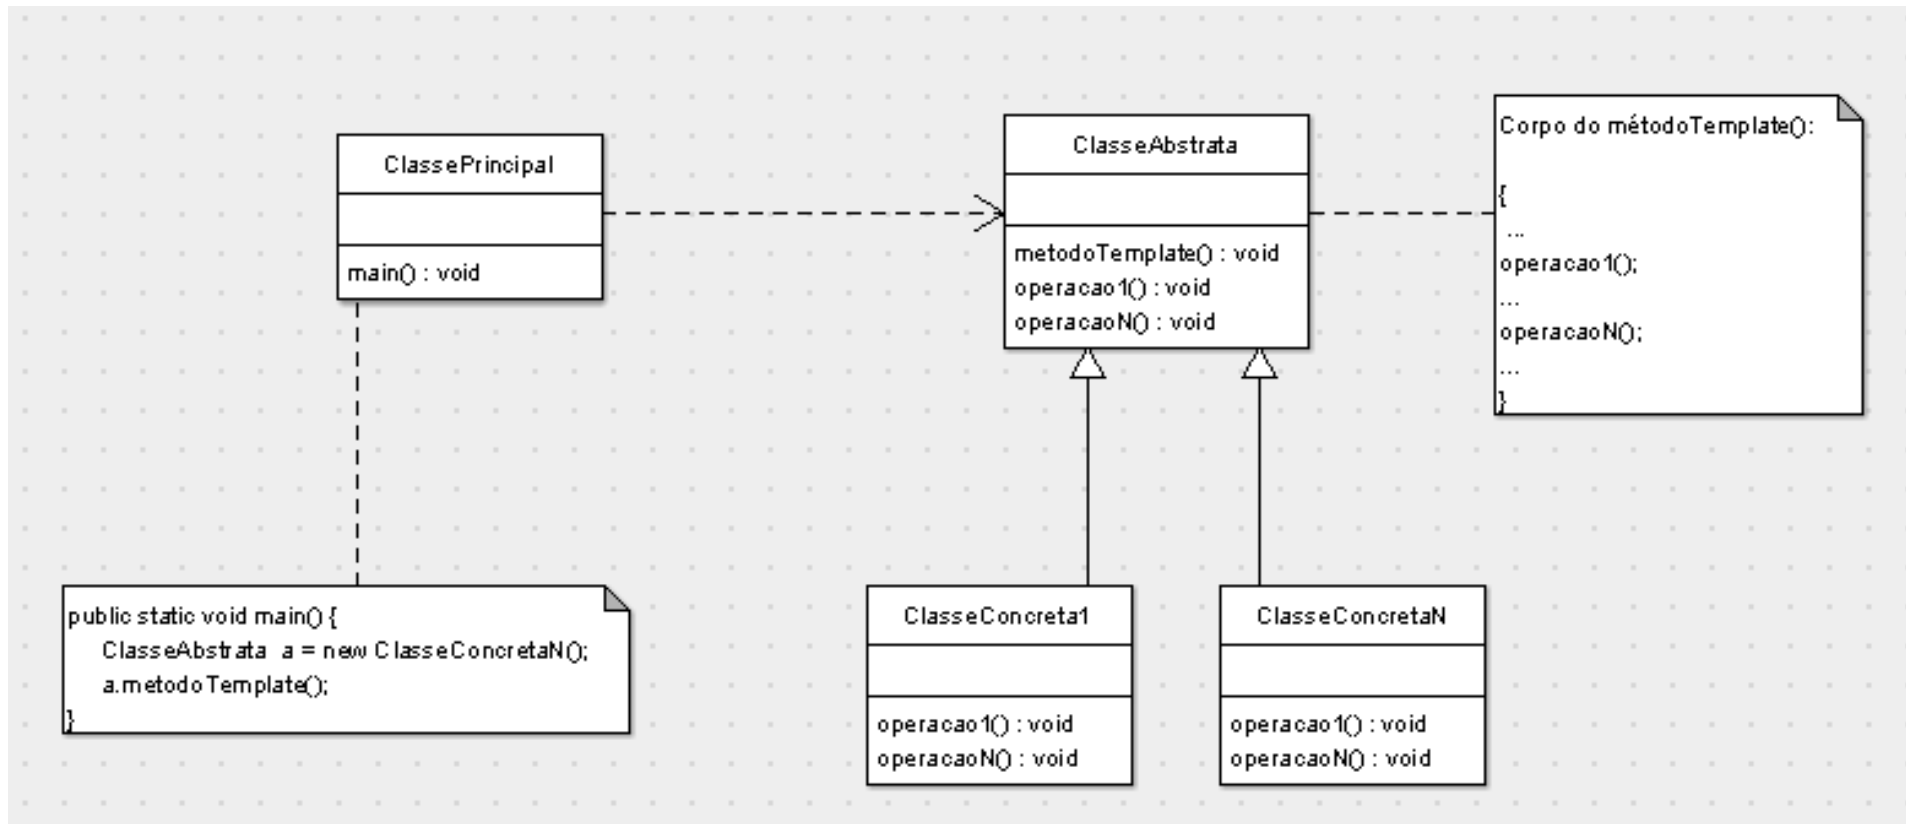 ClassePrincipal
main() : void
ClasseAbstrata
metodoTemplate() : void
operacao1() : void
operacaoN() : void
Corpo do métodoTemplate():
{
...
operacao1();
...
operacaoN();
...
}
public static void main() {
ClasseAbstrata a = new ClasseConcretaN();
a.metodoTemplate();
}
ClasseConcreta1
operacao1() : void
operacaoN() : void
ClasseConcretaN
operacao1() : void
operacaoN() : void